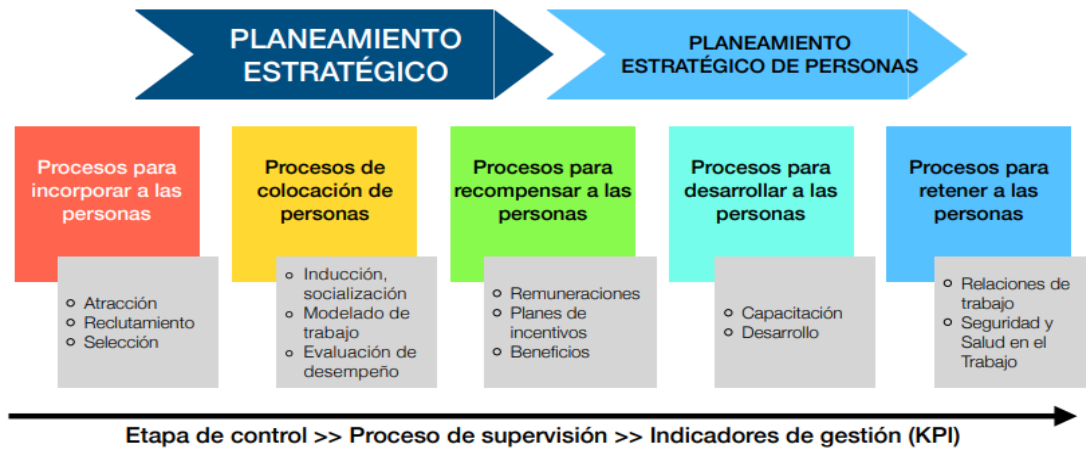 PLANEAMIENTO
ESTRATÉGICO
PLANEAMIENTO
ESTRATÉGICO DE PERSONAS
Procesos para
incorporar a las
personas
Atracción
Reclutamiento
Selección
Procesos de
colocación de
personas
Inducción,
socialización
Modelado de
trabajo
Evaluación de
desempeño
Procesos para
recompensar a las
personas
Remuneraciones
Planes de
incentivos
Beneficios
Procesos para
desarrollar a las
personas
Capacitación
Desarrollo
Procesos para
retener a las
personas
Relaciones de
trabajo
Seguridad y
Salud en el
Trabajo
Etapa de control >> Proceso de supervisión >> Indicadores de gestión (KPI)